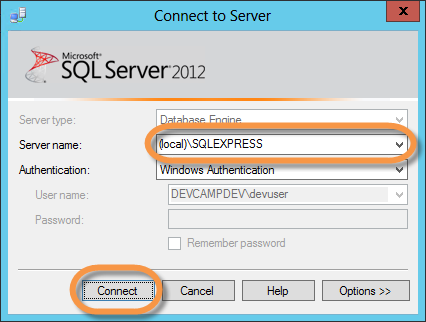 Connect to Server
x
Microsoft
SQL Server 2012
Server type: Database Engine
Server name: (local)\SQLEXPRESS
Authentication: Windows Authentication
User name: DEVCAMPDEV\devuser
Password:
Remember password
Connect Cancel Help Options >>